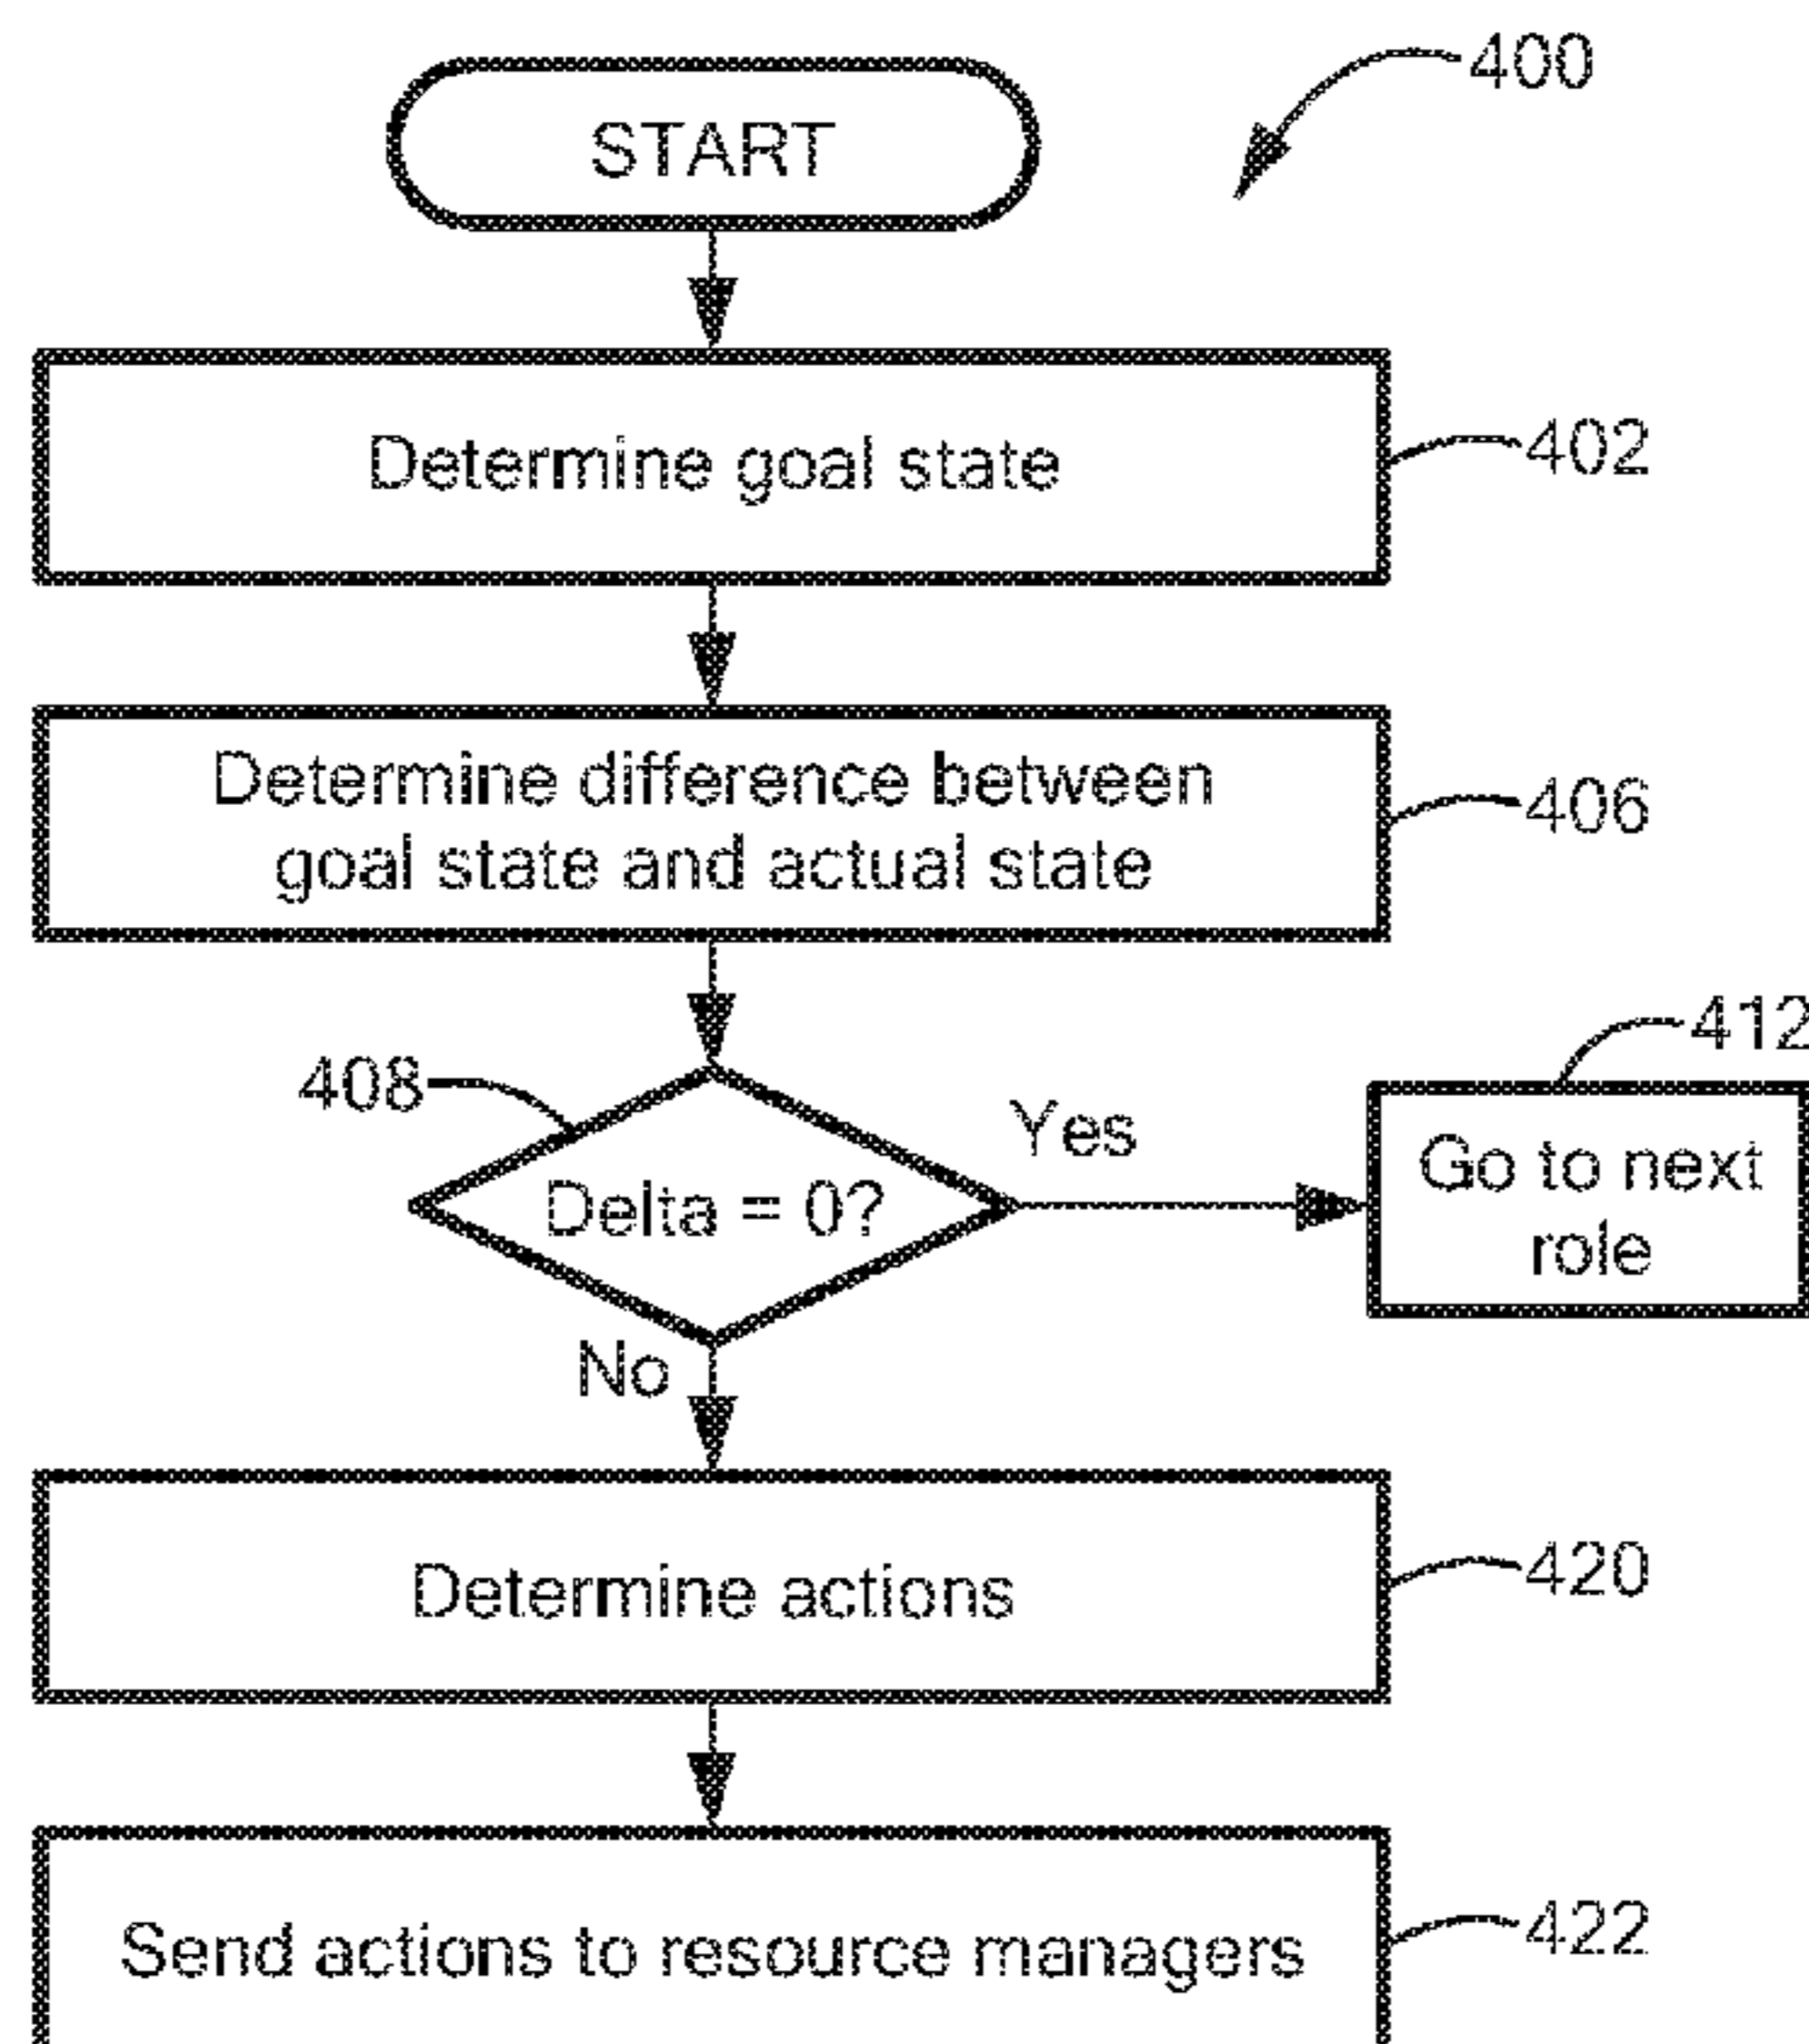 400
START
Determine goal state
402
Determine difference between
goal state and actual state
406
408
Delta = 0?
Yes
412
Go to next
role
No
Determine actions
420
Send actions to resource managers
422